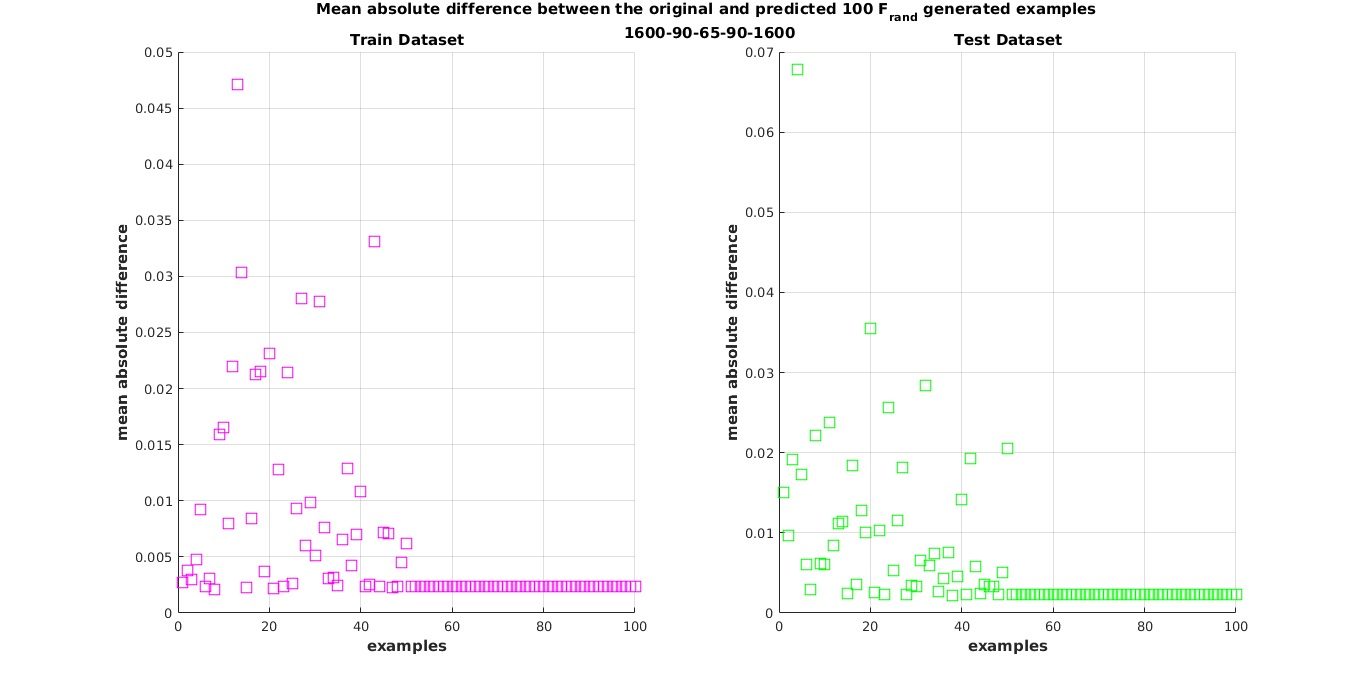 Mean absolute difference between the original and predicted 100 Frand generated examples
1600-90-65-90-1600
Train Dataset
0.05
0.045
0.04
0.035
0.03
0.025
0.02
0.015
0.01
0.005
0
mean absolute difference
0 20 40 60 80 100
examples
Test Dataset
0.07
0.06
0.05
0.04
0.03
0.02
0.01
0
mean absolute difference
0 20 40 60 80 100
examples